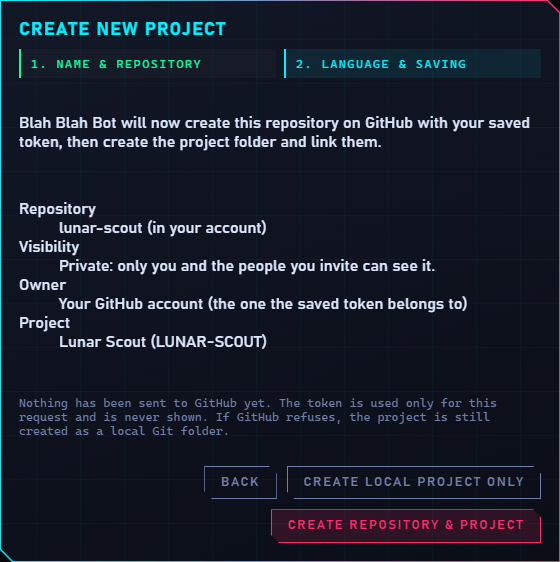 CREATE NEW PROJECT
1. NAME & REPOSITORY
2. LANGUAGE & SAVING
Blah Blah Bot will now create this repository on GitHub with your saved
token, then create the project folder and link them.
Repository
lunar-scout (in your account)
Visibility
Private: only you and the people you invite can see it.
Owner
Your GitHub account (the one the saved token belongs to)
Project
Lunar Scout (LUNAR-SCOUT)
Nothing has been sent to GitHub yet. The token is used only for this
request and is never shown. If GitHub refuses, the project is still
created as a local Git folder.
BACK
CREATE LOCAL PROJECT ONLY
CREATE REPOSITORY & PROJECT